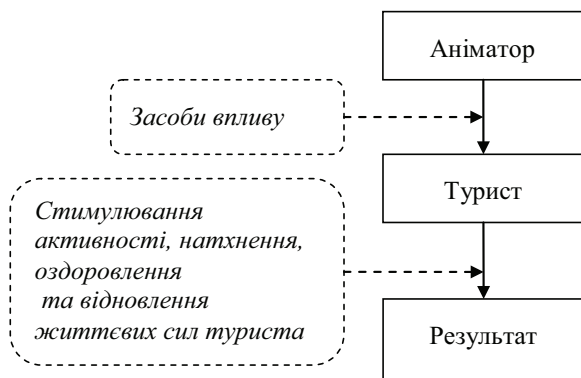 Аніматор
Засоби впливу
Турист
Стимулювання
активності, натхнення,
оздоровлення
та відновлення
життєвих сил туриста
Результат